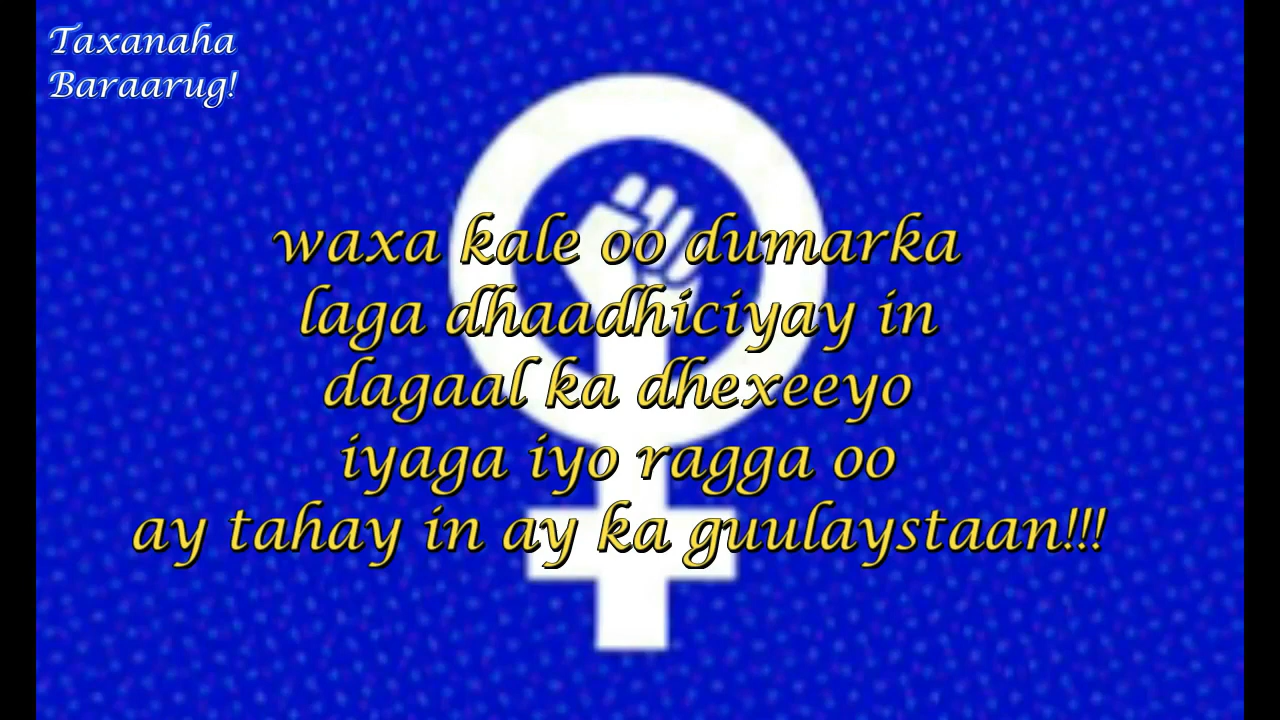 Taxanaha
Baraarug!
waxa kale oo dumarka
laga dhaadhiciyay in
dagaal ka dhexeeyo
iyaga iyo ragga oo
ay tahay in ay ka guulaystaan!!!